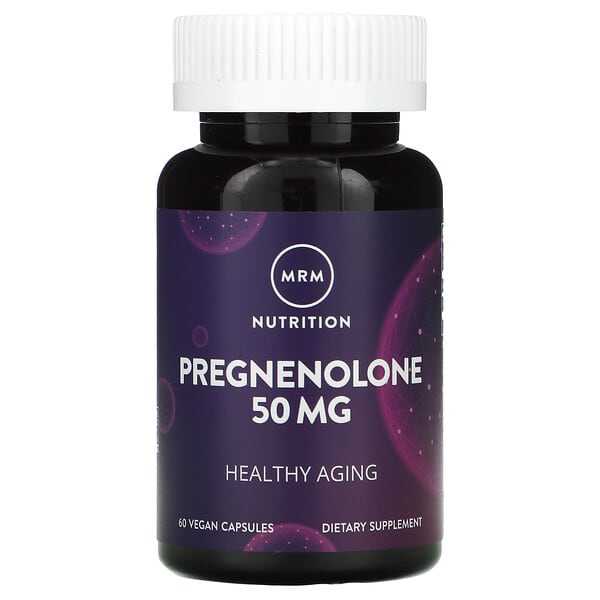 MRM
NUTRITION
PREGNENOLONE
50 MG
HEALTHY AGING
60 VEGAN CAPSULES DIETARY SUPPLEMENT